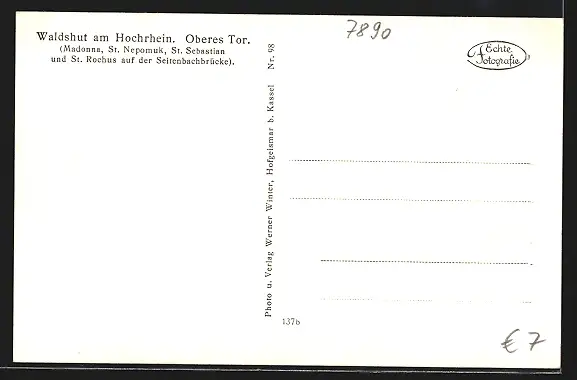 Waldshut am Hochrhein. Oberes Tor.
(Madonna, St. Nepomuk, St. Sebastian
und St. Rochus auf der Seitenbachbrücke).
Photo u. Verlag Werner Winter, Hofgeismar b. Kassel Nr. 98
137b
7890
Echte
Fotografie
€ 7